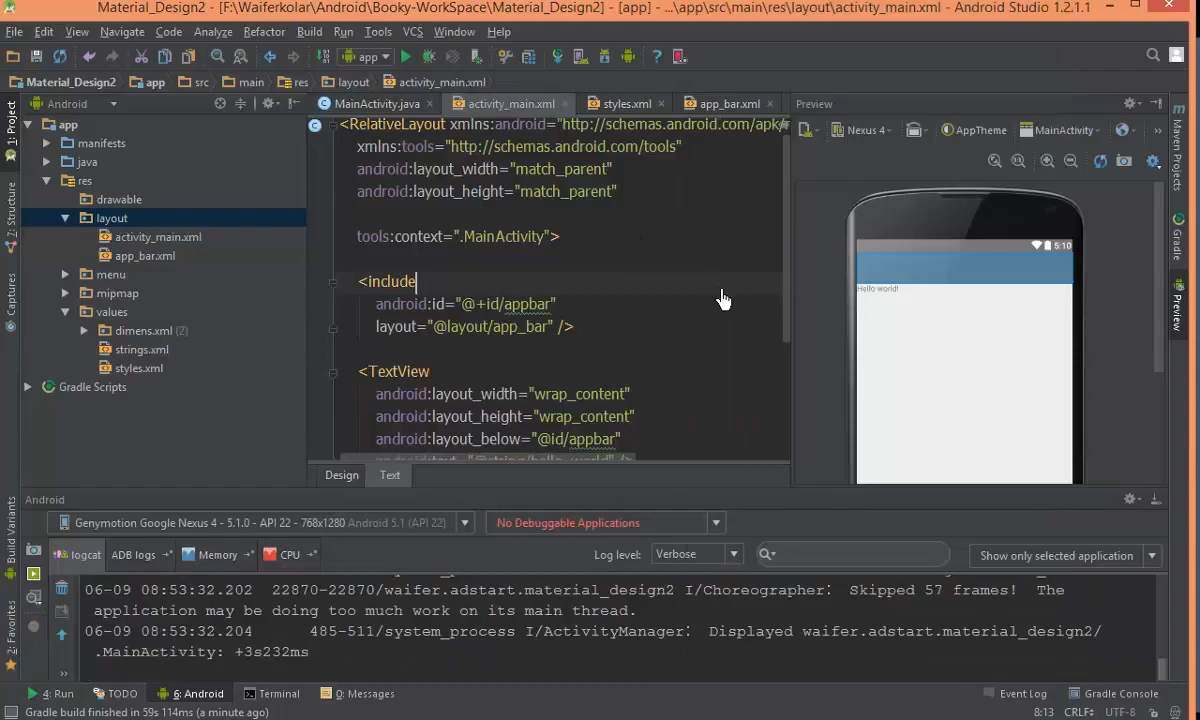 Material_Design2 - [F:\Waiferkolar\Android\Booky-WorkSpace\Material_Design2] - [app] - ...\app\src\main\res\layout\activity_main.xml - Android Studio 1.2.1.1
File Edit View Navigate Code Analyze Refactor Build Run Tools VCS Window Help
app
Material_Design2 app src main res layout activity_main.xml
Android MainActivity.java activity_main.xml styles.xml app_bar.xml Preview
1: Project
7: Structure
Captures
Build Variants
2: Favorites
app
manifests
java
res
drawable
layout
activity_main.xml
app_bar.xml
menu
mipmap
values
dimens.xml (2)
strings.xml
styles.xml
Gradle Scripts
<RelativeLayout xmlns:android="http://schemas.android.com/apk/
xmlns:tools="http://schemas.android.com/tools"
android:layout_width="match_parent"
android:layout_height="match_parent"
tools:context=".MainActivity">
<include
android:id="@+id/appbar"
layout="@layout/app_bar" />
<TextView
android:layout_width="wrap_content"
android:layout_height="wrap_content"
android:layout_below="@id/appbar"
android:text="@string/hello_world" />
Design Text
Nexus 4 AppTheme MainActivity
5:10
Hello world!
Maven Projects
Gradle
Preview
Android
Genymotion Google Nexus 4 - 5.1.0 - API 22 - 768x1280 Android 5.1 (API 22) No Debuggable Applications
logcat ADB logs Memory CPU Log level: Verbose Show only selected application
06-09 08:53:32.202 22870-22870/waifer.adstart.material_design2 I/Choreographer: Skipped 57 frames! The
application may be doing too much work on its main thread.
06-09 08:53:32.204 485-511/system_process I/ActivityManager: Displayed waifer.adstart.material_design2/
.MainActivity: +3s232ms
4: Run TODO 6: Android Terminal 0: Messages Event Log Gradle Console
Gradle build finished in 59s 114ms (a minute ago) 8:13 CRLF UTF-8